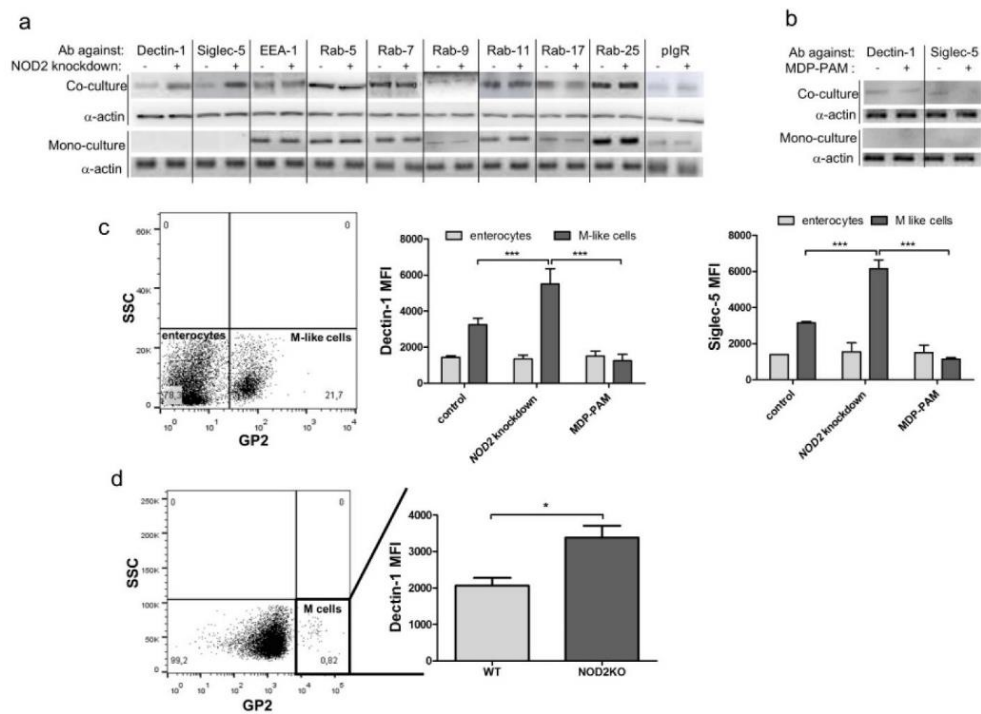 a
Ab against: Dectin-1 Siglec-5 EEA-1 Rab-5 Rab-7 Rab-9 Rab-11 Rab-17 Rab-25 pIgR
NOD2 knockdown: - + - + - + - + - + - + - + - + - + - +
Co-culture
α-actin
Mono-culture
α-actin
b
Ab against: Dectin-1 Siglec-5
MDP-PAM : - + - +
Co-culture
α-actin
Mono-culture
α-actin
c
0 0
60K
40K
20K
0
SSC
enterocytes M-like cells
78,3 21,7
10^0 10^1 10^2 10^3 10^4
GP2
enterocytes M-like cells
8000
6000
4000
2000
0
Dectin-1 MFI
*** ***
control NOD2 knockdown MDP-PAM
enterocytes M-like cells
8000
6000
4000
2000
0
Siglec-5 MFI
*** ***
control NOD2 knockdown MDP-PAM
d
0 0
250K
200K
150K
100K
50K
0
SSC
M cells
99,2 0,82
10^0 10^1 10^2 10^3 10^4 10^5
GP2
4000
3000
2000
1000
0
Dectin-1 MFI
*
WT NOD2KO